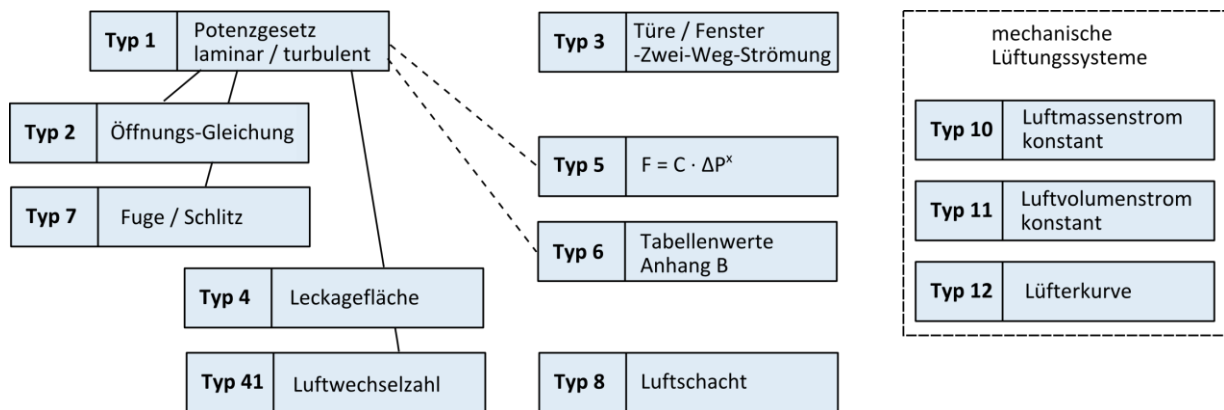 Typ 1
Potenzgesetz
laminar / turbulent
Typ 2
Öffnungs-Gleichung
Typ 7
Fuge / Schlitz
Typ 4
Leckagefläche
Typ 41
Luftwechselzahl
Typ 3
Türe / Fenster
-Zwei-Weg-Strömung
Typ 5
F = C · ΔPˣ
Typ 6
Tabellenwerte
Anhang B
Typ 8
Luftschacht
mechanische
Lüftungssysteme
Typ 10
Luftmassenstrom
konstant
Typ 11
Luftvolumenstrom
konstant
Typ 12
Lüfterkurve